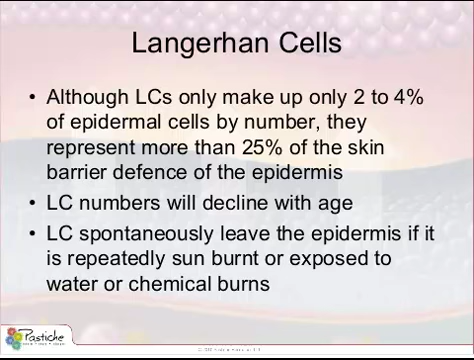 Langerhan Cells
• Although LCs only make up only 2 to 4%
of epidermal cells by number, they
represent more than 25% of the skin
barrier defence of the epidermis
• LC numbers will decline with age
• LC spontaneously leave the epidermis if it
is repeatedly sun burnt or exposed to
water or chemical burns
Pastiche